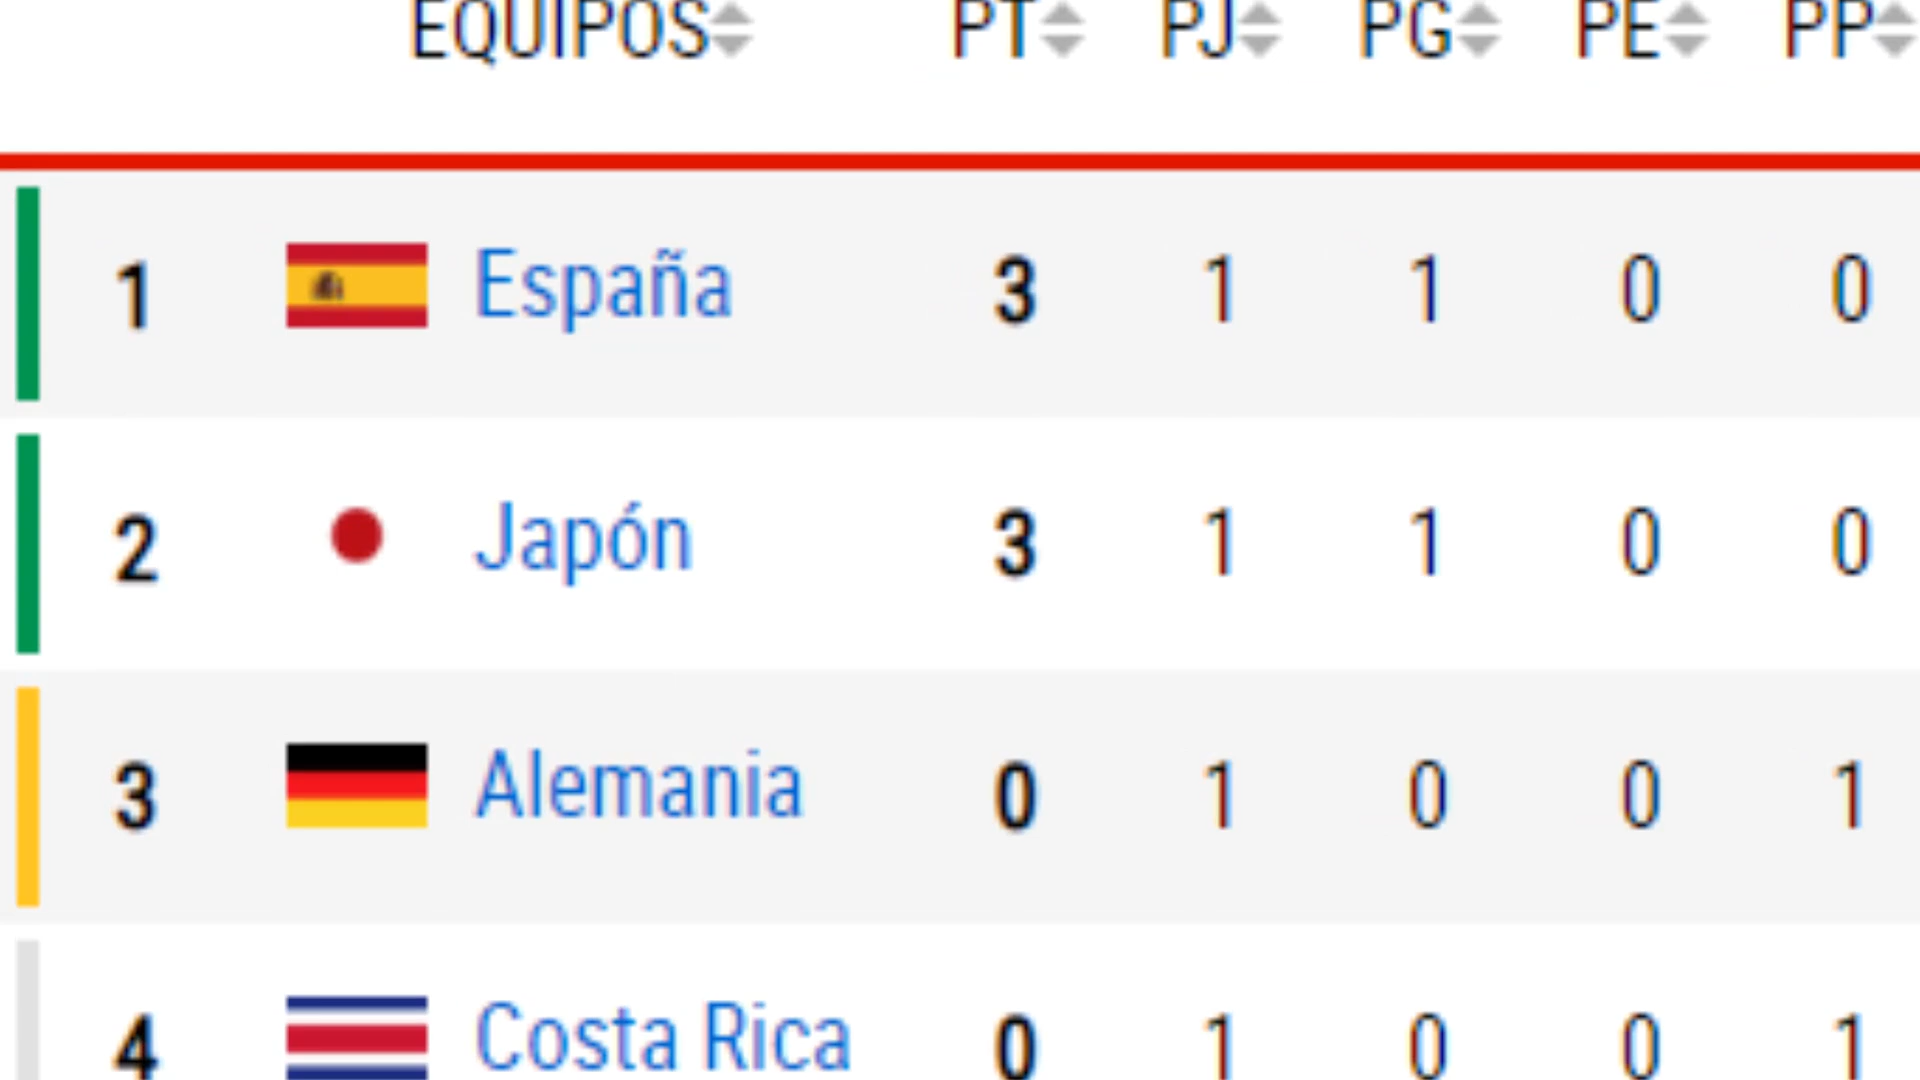 EQUIPOS PT PJ PG PE PP
1 España 3 1 1 0 0
2 Japón 3 1 1 0 0
3 Alemania 0 1 0 0 1
4 Costa Rica 0 1 0 0 1